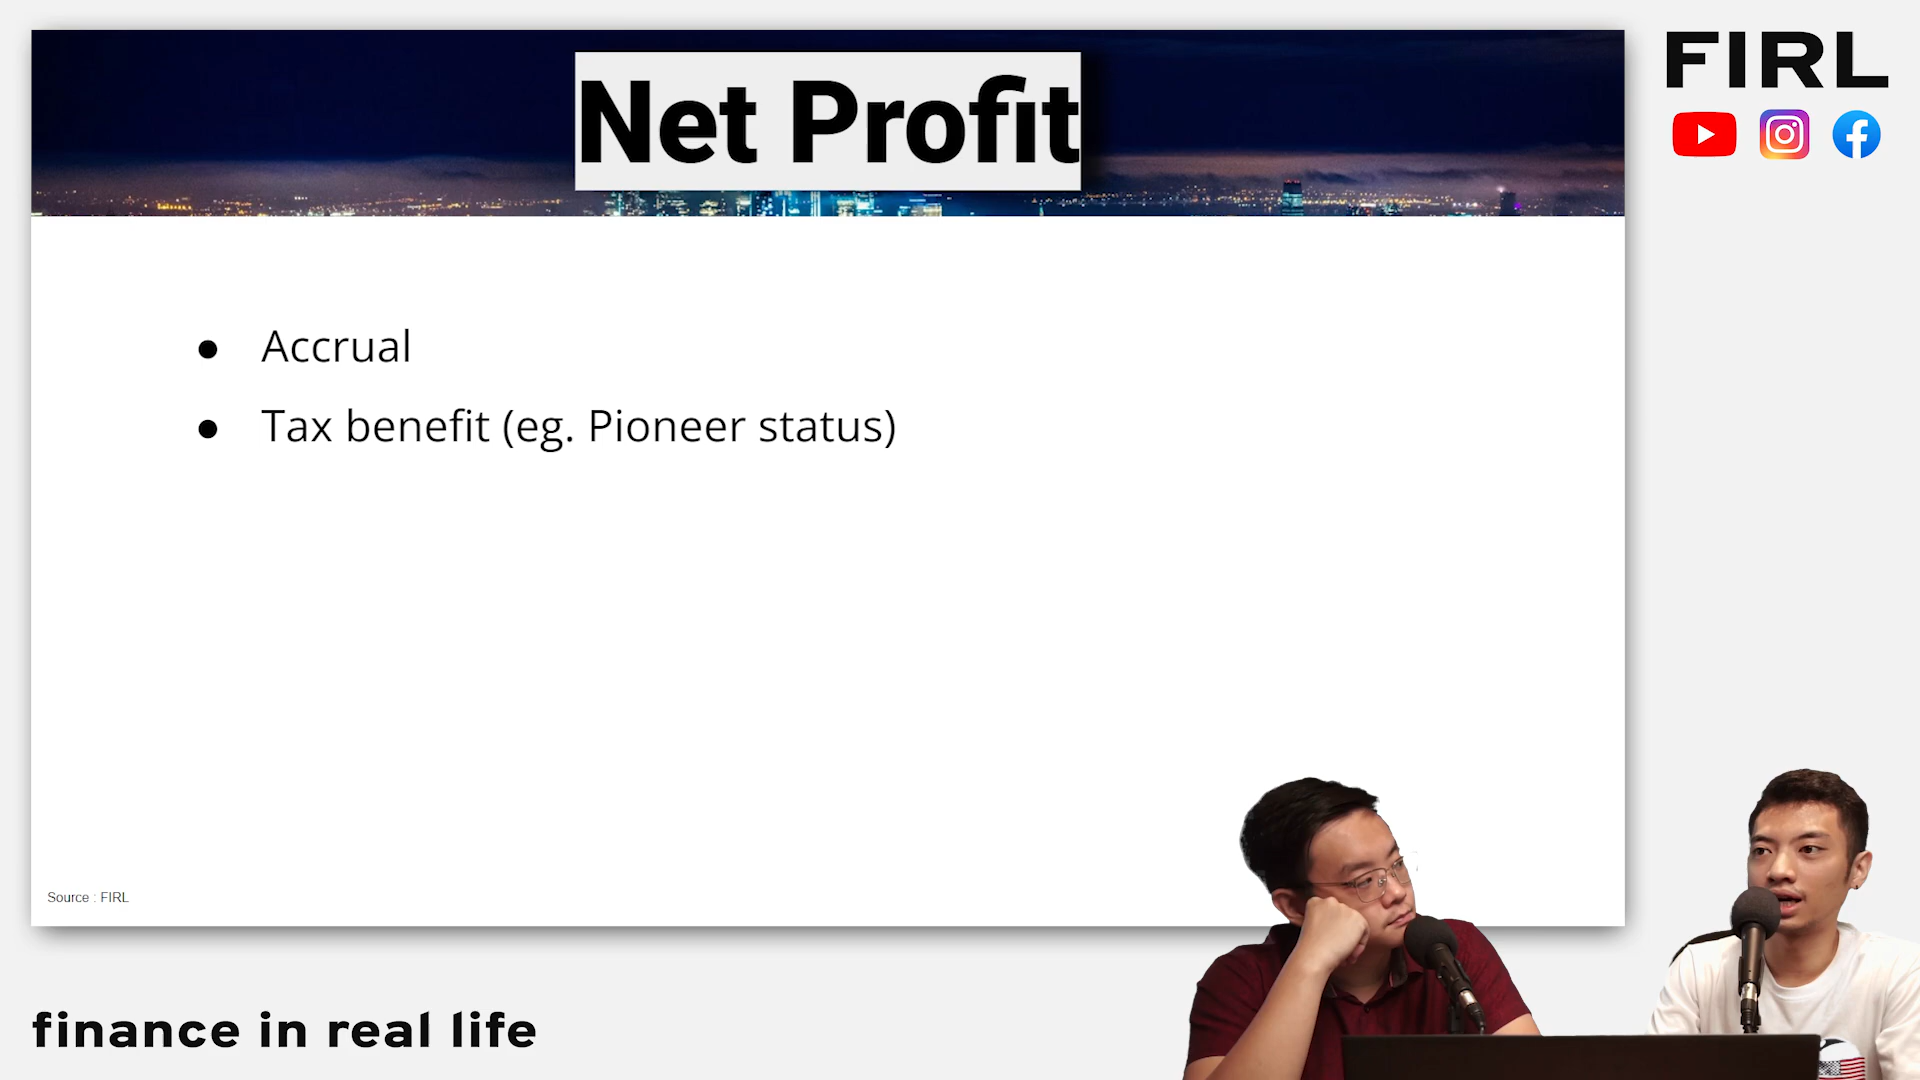 Net Profit
FIRL
● Accrual
● Tax benefit (eg. Pioneer status)
Source : FIRL
finance in real life